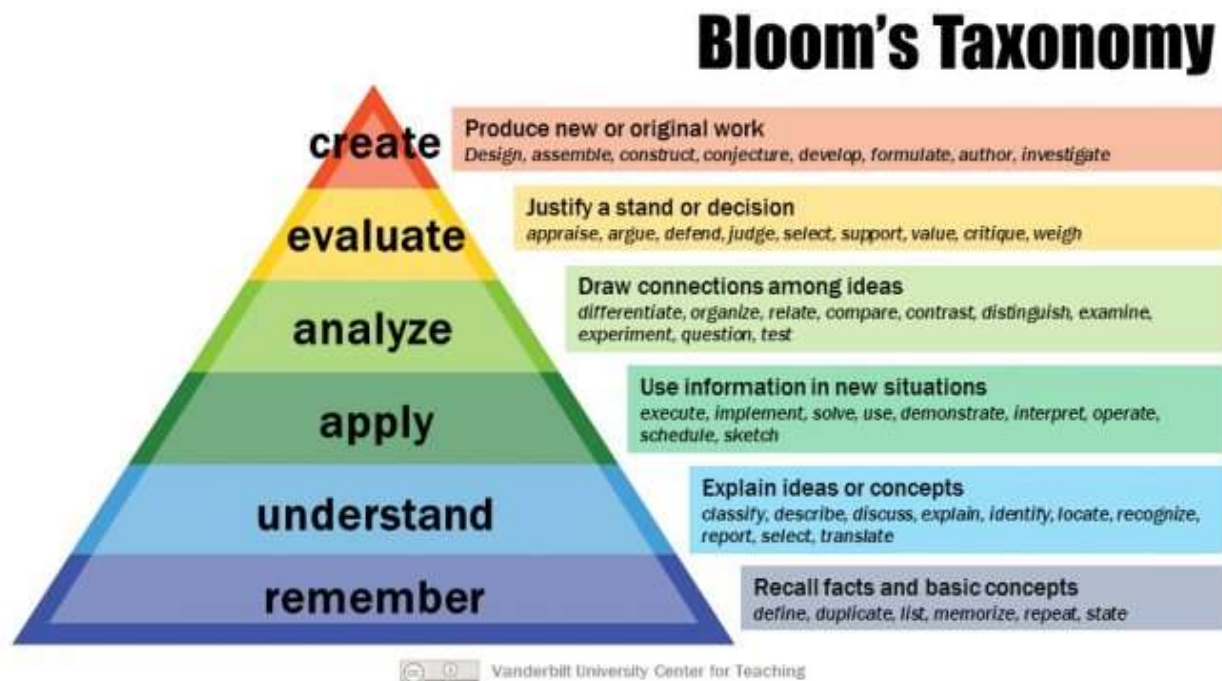 Bloom's Taxonomy
create
Produce new or original work
Design, assemble, construct, conjecture, develop, formulate, author, investigate
evaluate
Justify a stand or decision
appraise, argue, defend, judge, select, support, value, critique, weigh
analyze
Draw connections among ideas
differentiate, organize, relate, compare, contrast, distinguish, examine,
experiment, question, test
apply
Use information in new situations
execute, implement, solve, use, demonstrate, interpret, operate,
schedule, sketch
understand
Explain ideas or concepts
classify, describe, discuss, explain, identify, locate, recognize,
report, select, translate
remember
Recall facts and basic concepts
define, duplicate, list, memorize, repeat, state
cc Vanderbilt University Center for Teaching